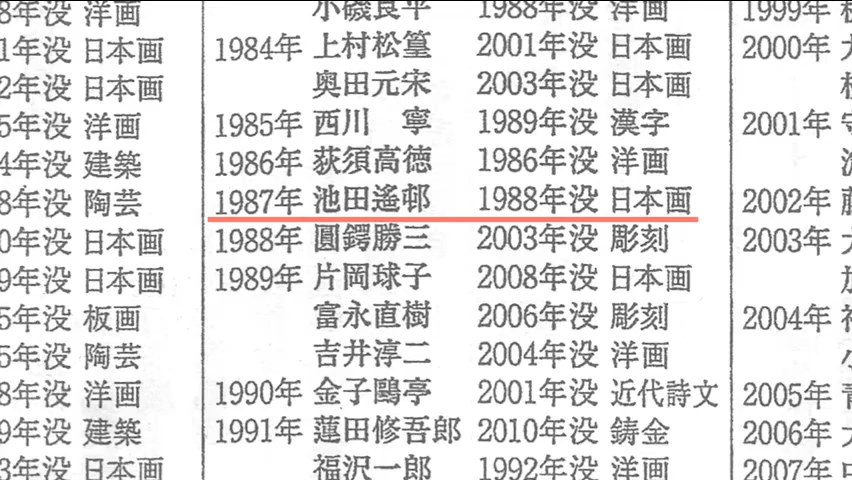 8年没 洋画
1年没 日本画
2年没 日本画
5年没 洋画
4年没 建築
8年没 陶芸
0年没 日本画
9年没 日本画
5年没 板画
5年没 陶芸
8年没 洋画
9年没 建築
3年没 日本画
小磯良平 1988年没 洋画
1984年 上村松篁 2001年没 日本画
奥田元宋 2003年没 日本画
1985年 西川 寧 1989年没 漢字
1986年 荻須高徳 1986年没 洋画
1987年 池田遙邨 1988年没 日本画
1988年 圓鍔勝三 2003年没 彫刻
1989年 片岡球子 2008年没 日本画
富永直樹 2006年没 彫刻
吉井淳二 2004年没 洋画
1990年 金子鷗亭 2001年没 近代詩文
1991年 蓮田修吾郎 2010年没 鋳金
福沢一郎 1992年没 洋画
1999年
2000年
2001年
2002年
2003年
2004年
2005年
2006年
2007年